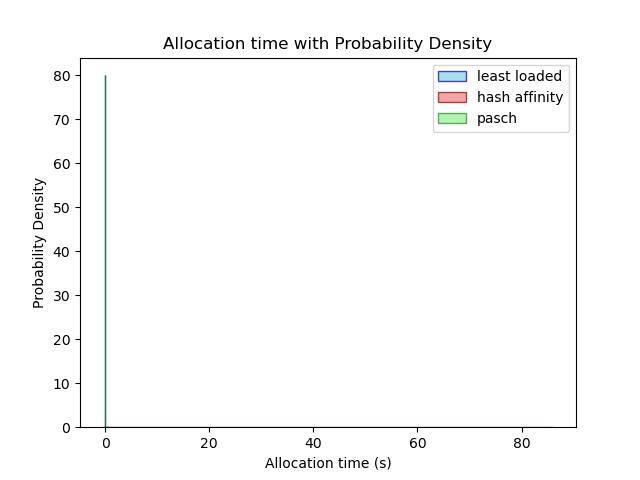 Allocation time with Probability Density
least loaded
hash affinity
pasch
Probability Density
80
70
60
50
40
30
20
10
0
0 20 40 60 80
Allocation time (s)